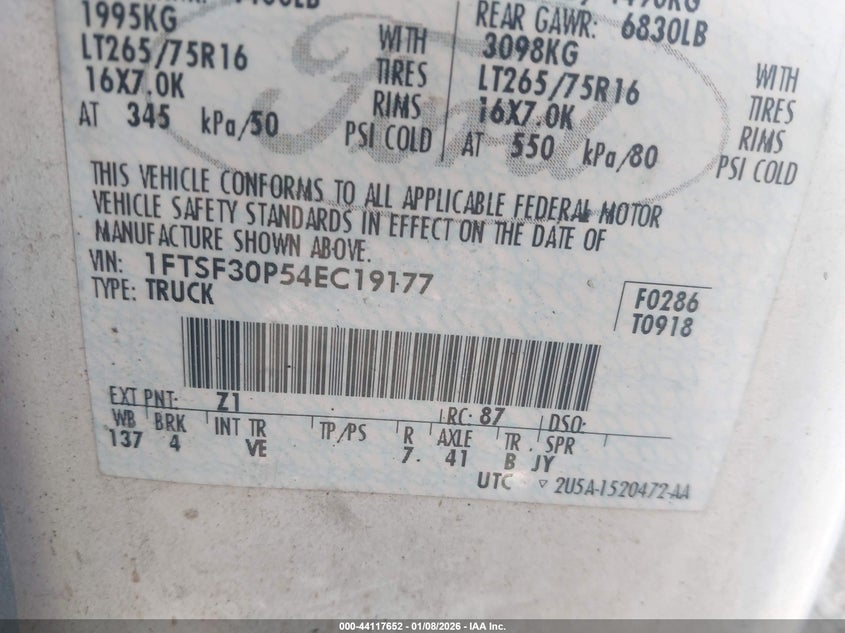 1995KG
LT265/75R16 WITH
16X7.0K TIRES
RIMS
AT 345 kPa/50 PSI COLD
REAR GAWR: 6830LB
3098KG
LT265/75R16 WITH
16X7.0K TIRES
RIMS
AT 550 kPa/80 PSI COLD
Ford
THIS VEHICLE CONFORMS TO ALL APPLICABLE FEDERAL MOTOR
VEHICLE SAFETY STANDARDS IN EFFECT ON THE DATE OF
MANUFACTURE SHOWN ABOVE.
VIN: 1FTSF30P54EC19177
TYPE: TRUCK
F0286
T0918
EXT PNT: Z1 RC: 87 DSO:
WB BRK INT TR TP/PS R AXLE TR SPR
137 4 VE 7 41 B JY
UTC ▽ 2U5A-1520472-AA
000-44117652 - 01/08/2026 - IAA Inc.